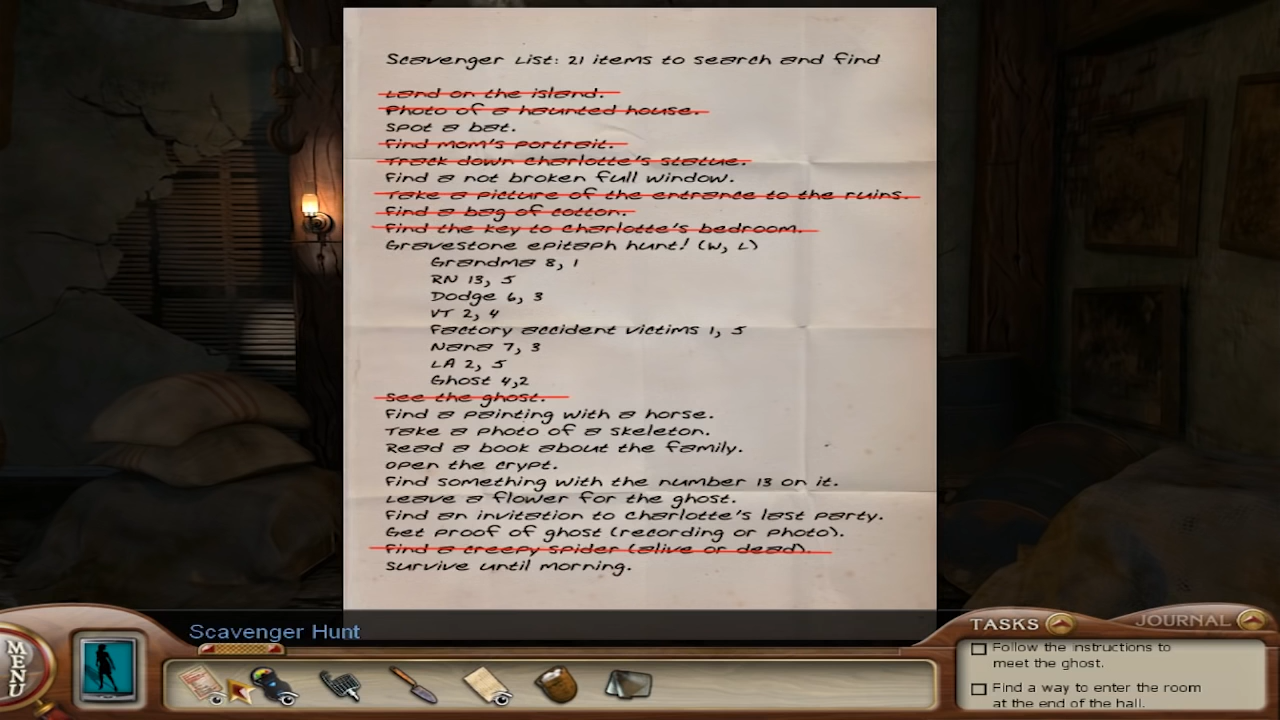 Scavenger List: 21 items to search and find
Land on the island.
Photo of a haunted house.
Spot a bat.
Find mom's portrait.
Track down Charlotte's statue.
Find a not broken full window.
Take a picture of the entrance to the ruins.
Find a bag of cotton.
Find the key to Charlotte's bedroom.
Gravestone epitaph hunt! (W, L)
Grandma 8, 1
RN 13, 5
Dodge 6, 3
VT 2, 4
Factory accident victims 1, 5
Nana 7, 3
LA 2, 5
Ghost 4,2
See the ghost.
Find a painting with a horse.
Take a photo of a skeleton.
Read a book about the family.
Open the crypt.
Find something with the number 13 on it.
Leave a flower for the ghost.
Find an invitation to Charlotte's last party.
Get proof of ghost (recording or photo).
Find a creepy spider (alive or dead).
Survive until morning.
Scavenger Hunt
MENU
TASKS
JOURNAL
Follow the instructions to
meet the ghost.
Find a way to enter the room
at the end of the hall.